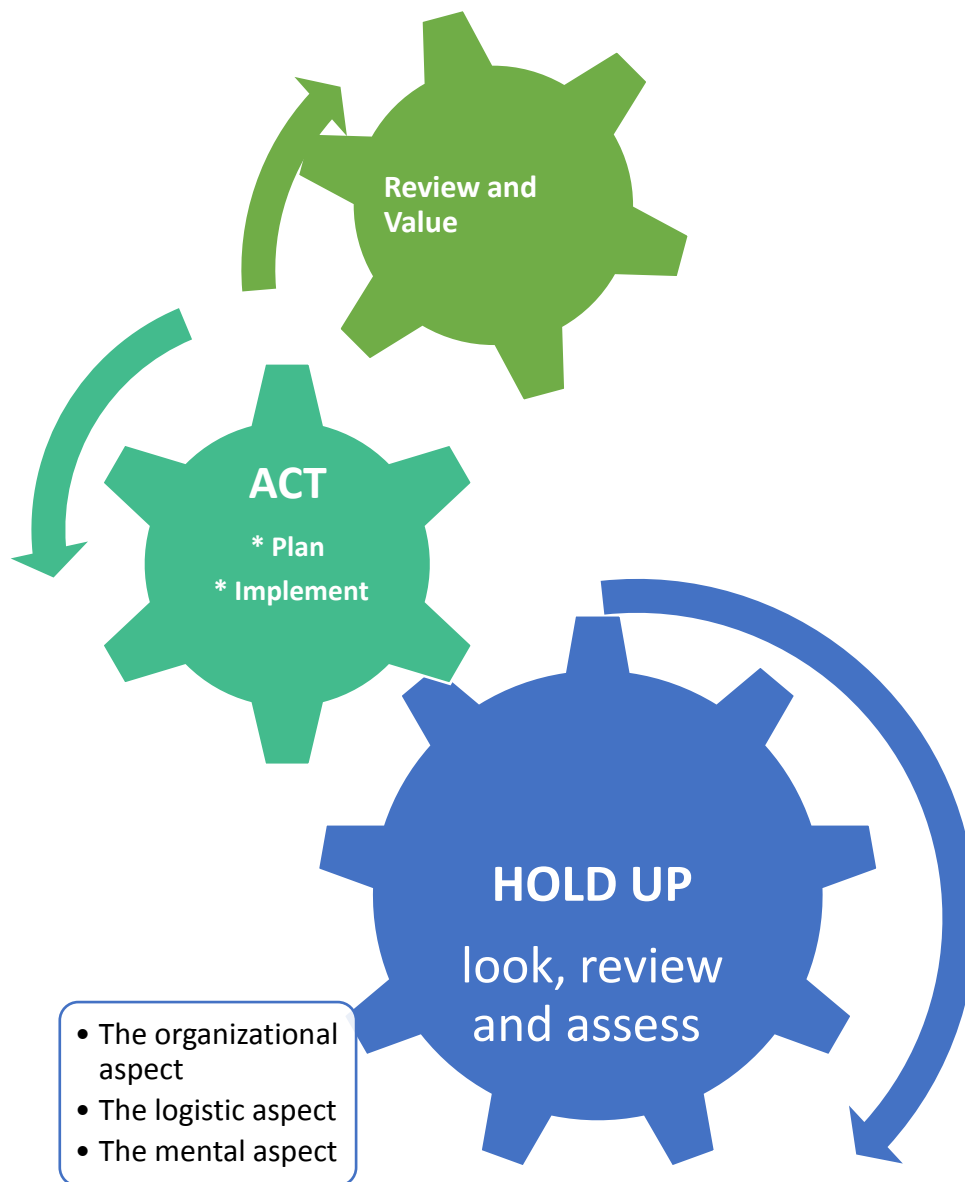 Review and
Value
ACT
* Plan
* Implement
HOLD UP
look, review
and assess
• The organizational
aspect
• The logistic aspect
• The mental aspect